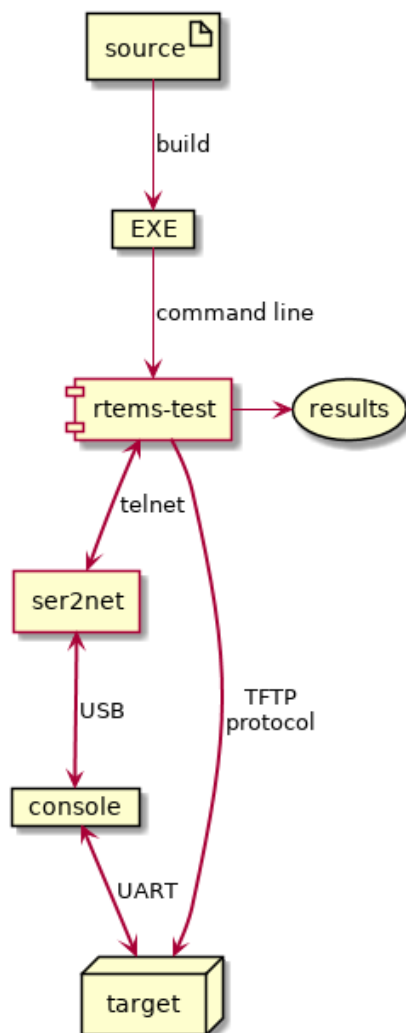 source
build
EXE
command line
rtems-test
results
telnet
ser2net
USB
TFTP
protocol
console
UART
target